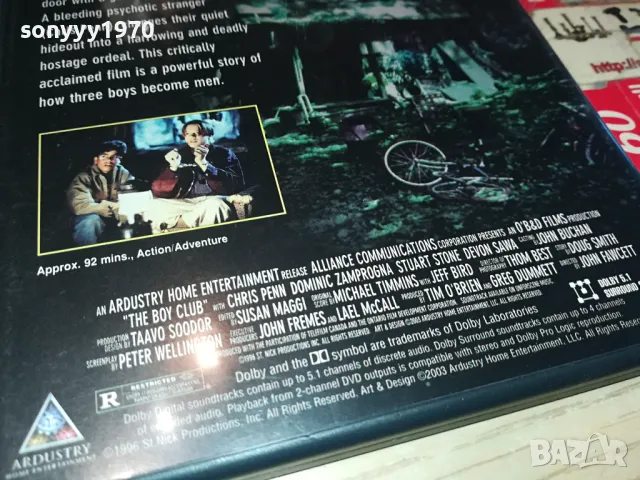 door with a
A bleeding psychotic stranger
changes their quiet
hideout into a harrowing and deadly
hostage ordeal. This critically
acclaimed film is a powerful story of
how three boys become men.
sonyyy1970
http://
Approx. 92 mins., Action/Adventure
AN ARDUSTRY HOME ENTERTAINMENT RELEASE ALLIANCE COMMUNICATIONS CORPORATION PRESENTS AN O'B&D FILMS PRODUCTION
"THE BOY CLUB" WITH CHRIS PENN DOMINIC ZAMPROGNA STUART STONE DEVON SAWA CASTING JOHN BUCHAN
PRODUCTION DESIGN TAAVO SOODOR EDITED BY SUSAN MAGGI ORIGINAL SCORE MICHAEL TIMMINS AND JEFF BIRD DIRECTOR OF PHOTOGRAPHY THOM BEST DOUG SMITH
SCREENPLAY BY PETER WELLINGTON EXECUTIVE PRODUCERS JOHN FREMES AND LAEL McCALL PRODUCED BY TIM O'BRIEN AND GREG DUMMETT DIRECTED BY JOHN FAWCETT
DOLBY 5.1 SURROUND
Dolby and the symbol are trademarks of Dolby Laboratories
Dolby Digital soundtracks contain up to 5.1 channels of discrete audio. Dolby Surround soundtracks contain up to 4 channels
of encoded audio. Playback from 2-channel DVD outputs is compatible with stereo and Dolby Pro Logic reproduction.
©1996 St Nick Productions, Inc. All Rights Reserved. Art & Design ©2003 Ardustry Home Entertainment, LLC. All Rights Reserved.
R RESTRICTED
ARDUSTRY
HOME ENTERTAINMENT
BAZAR